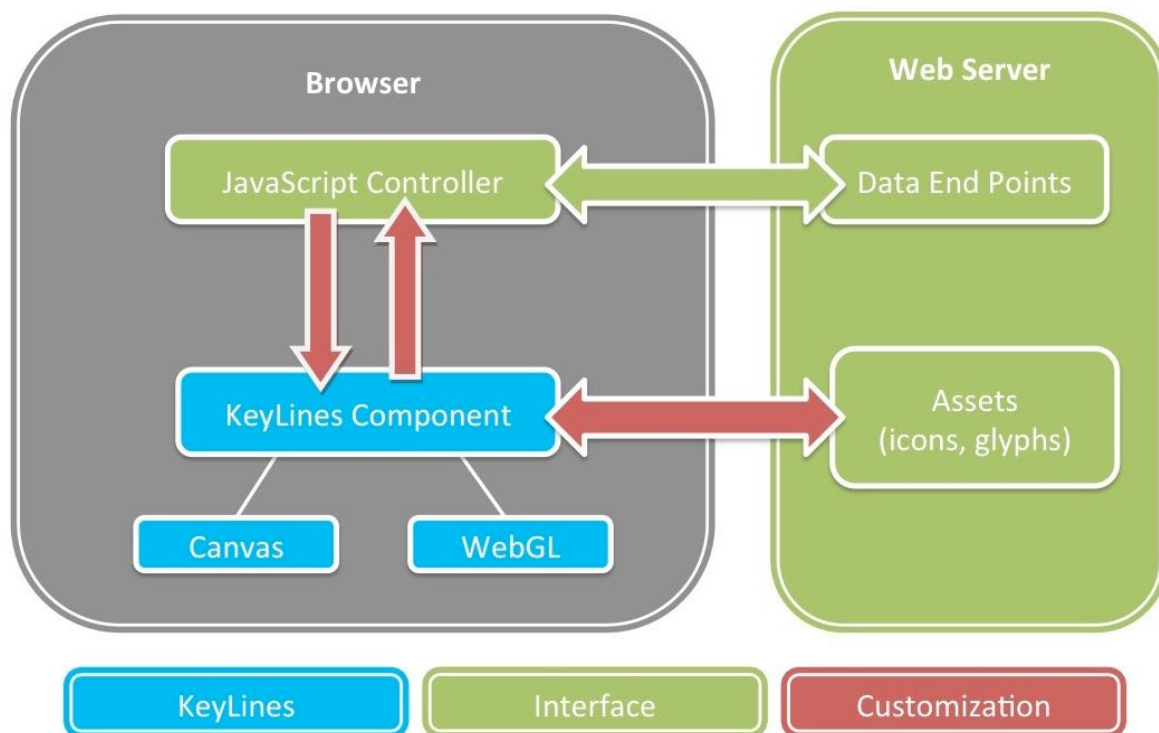 Browser
Web Server
JavaScript Controller
Data End Points
KeyLines Component
Assets
(icons, glyphs)
Canvas
WebGL
KeyLines
Interface
Customization